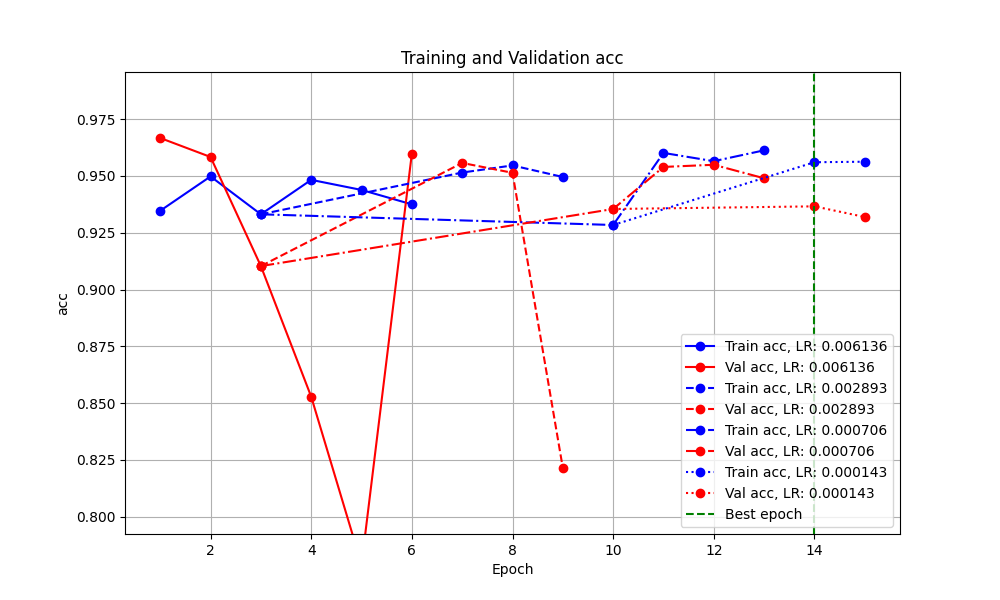 Training and Validation acc
0.975
0.950
0.925
0.900
0.875
0.850
0.825
0.800
acc
2
4
6
8
10
12
14
Epoch
Train acc, LR: 0.006136
Val acc, LR: 0.006136
Train acc, LR: 0.002893
Val acc, LR: 0.002893
Train acc, LR: 0.000706
Val acc, LR: 0.000706
Train acc, LR: 0.000143
Val acc, LR: 0.000143
Best epoch